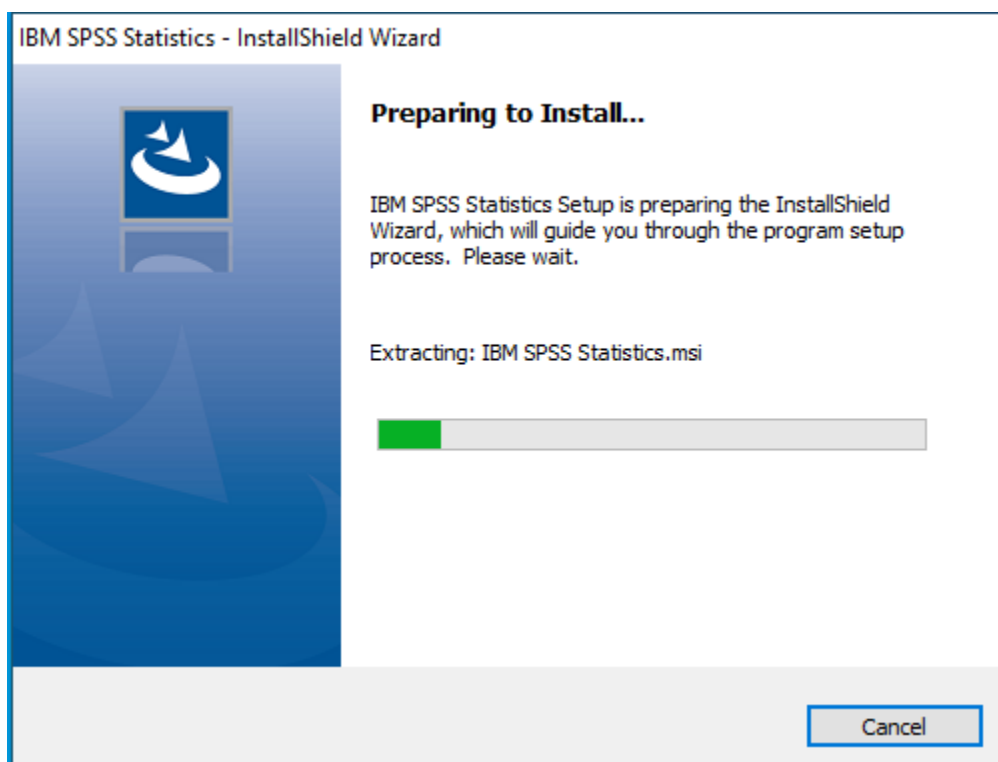 IBM SPSS Statistics - InstallShield Wizard
Preparing to Install...
IBM SPSS Statistics Setup is preparing the InstallShield
Wizard, which will guide you through the program setup
process.  Please wait.
Extracting: IBM SPSS Statistics.msi
Cancel